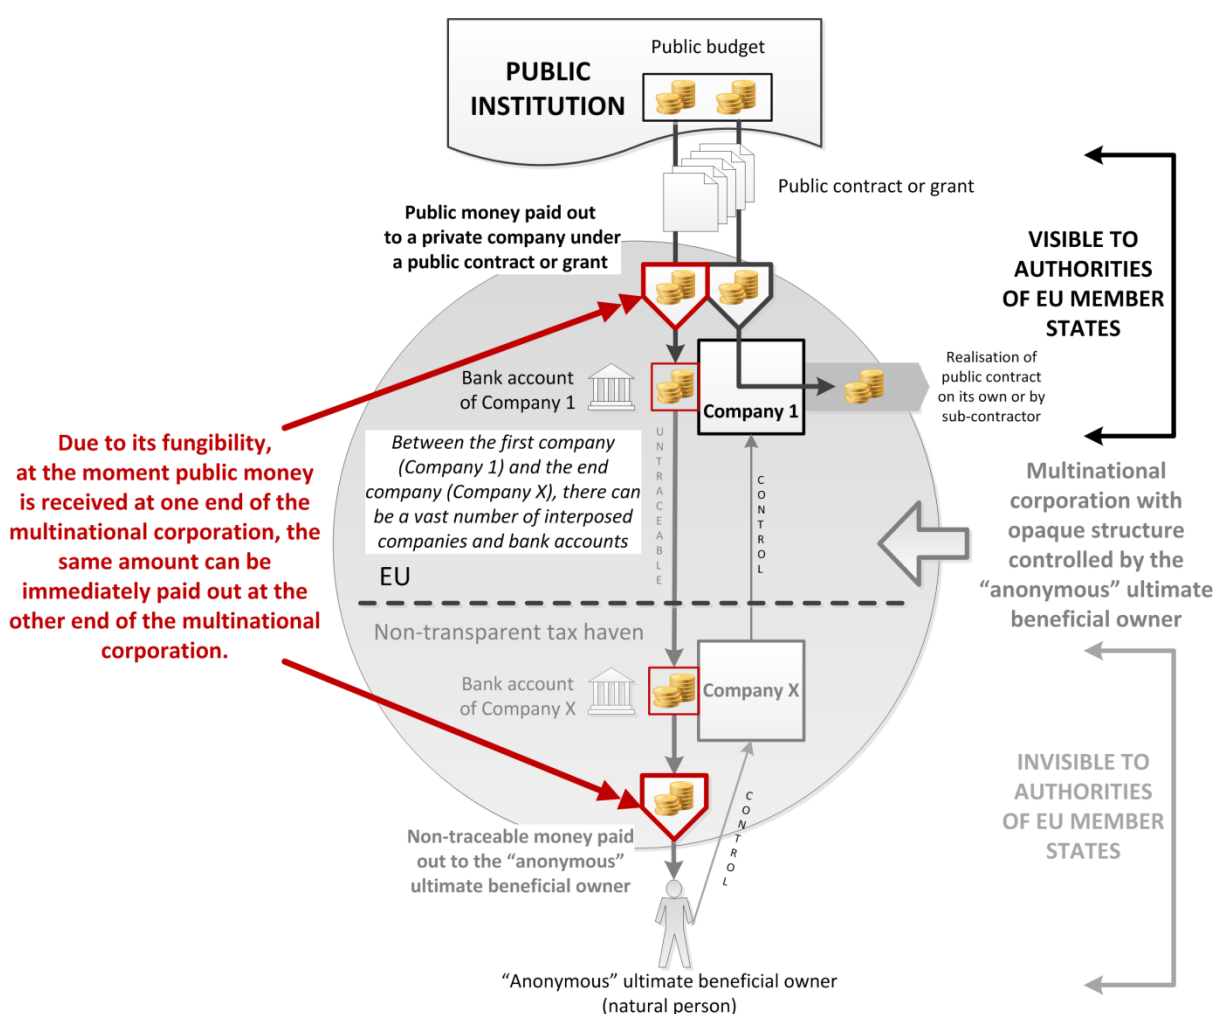 Public budget
PUBLIC
INSTITUTION
Public contract or grant
Public money paid out
to a private company under
a public contract or grant
VISIBLE TO
AUTHORITIES
OF EU MEMBER
STATES
Realisation of
public contract
on its own or by
sub-contractor
Bank account
of Company 1
Company 1
Due to its fungibility,
at the moment public money
is received at one end of the
multinational corporation, the
same amount can be
immediately paid out at the
other end of the multinational
corporation.
Between the first company
(Company 1) and the end
company (Company X), there can
be a vast number of interposed
companies and bank accounts
UNTRACEABLE
CONTROL
Multinational
corporation with
opaque structure
controlled by the
“anonymous” ultimate
beneficial owner
EU
Non-transparent tax haven
Bank account
of Company X
Company X
INVISIBLE TO
AUTHORITIES
OF EU MEMBER
STATES
CONTROL
Non-traceable money paid
out to the “anonymous”
ultimate beneficial owner
“Anonymous” ultimate beneficial owner
(natural person)